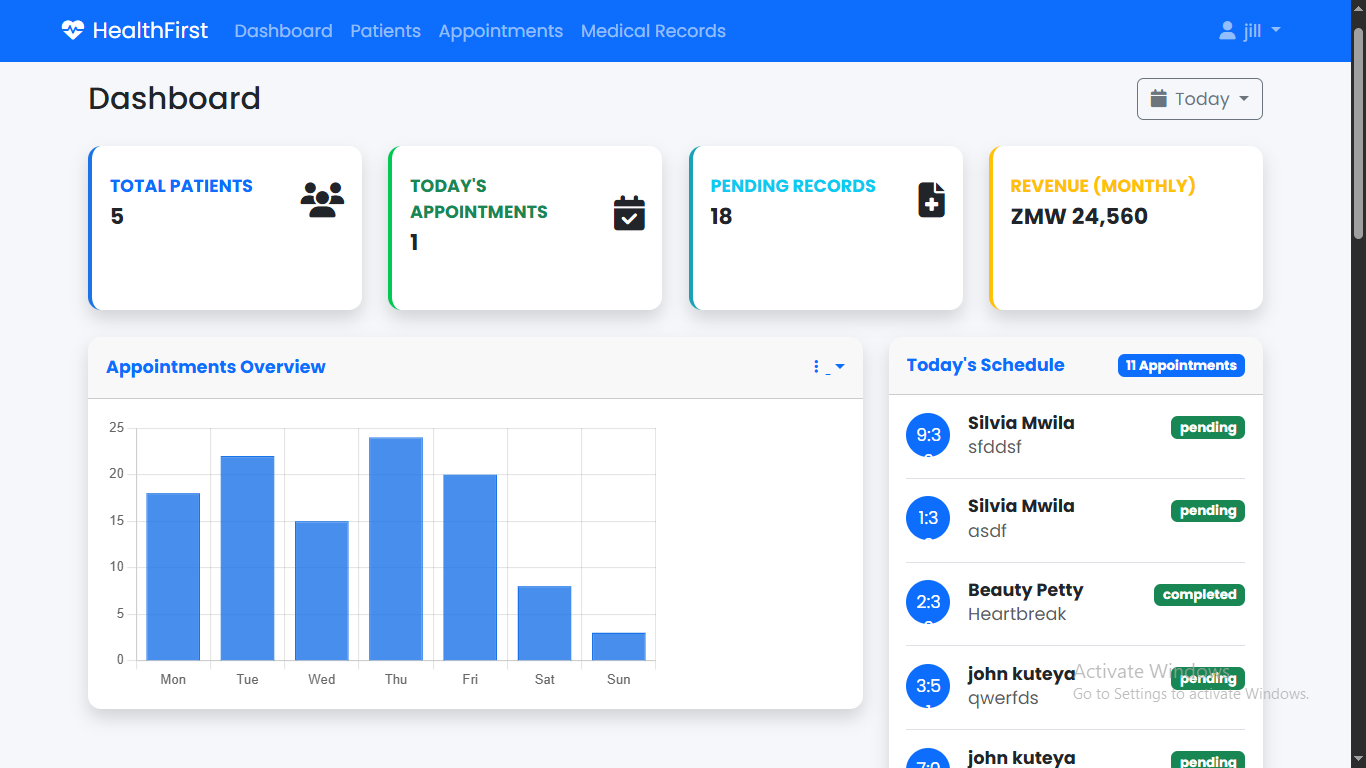 HealthFirst Dashboard Patients Appointments Medical Records jill
Dashboard
Today
TOTAL PATIENTS
5
TODAY'S
APPOINTMENTS
1
PENDING RECORDS
18
REVENUE (MONTHLY)
ZMW 24,560
Appointments Overview
25
20
15
10
5
0
Mon Tue Wed Thu Fri Sat Sun
Today's Schedule 11 Appointments
9:3
Silvia Mwila pending
sfddsf
1:3
Silvia Mwila pending
asdf
2:3
Beauty Petty completed
Heartbreak
3:5
john kuteya pending
qwerfds
john kuteya pending
Activate Windows
Go to Settings to activate Windows.